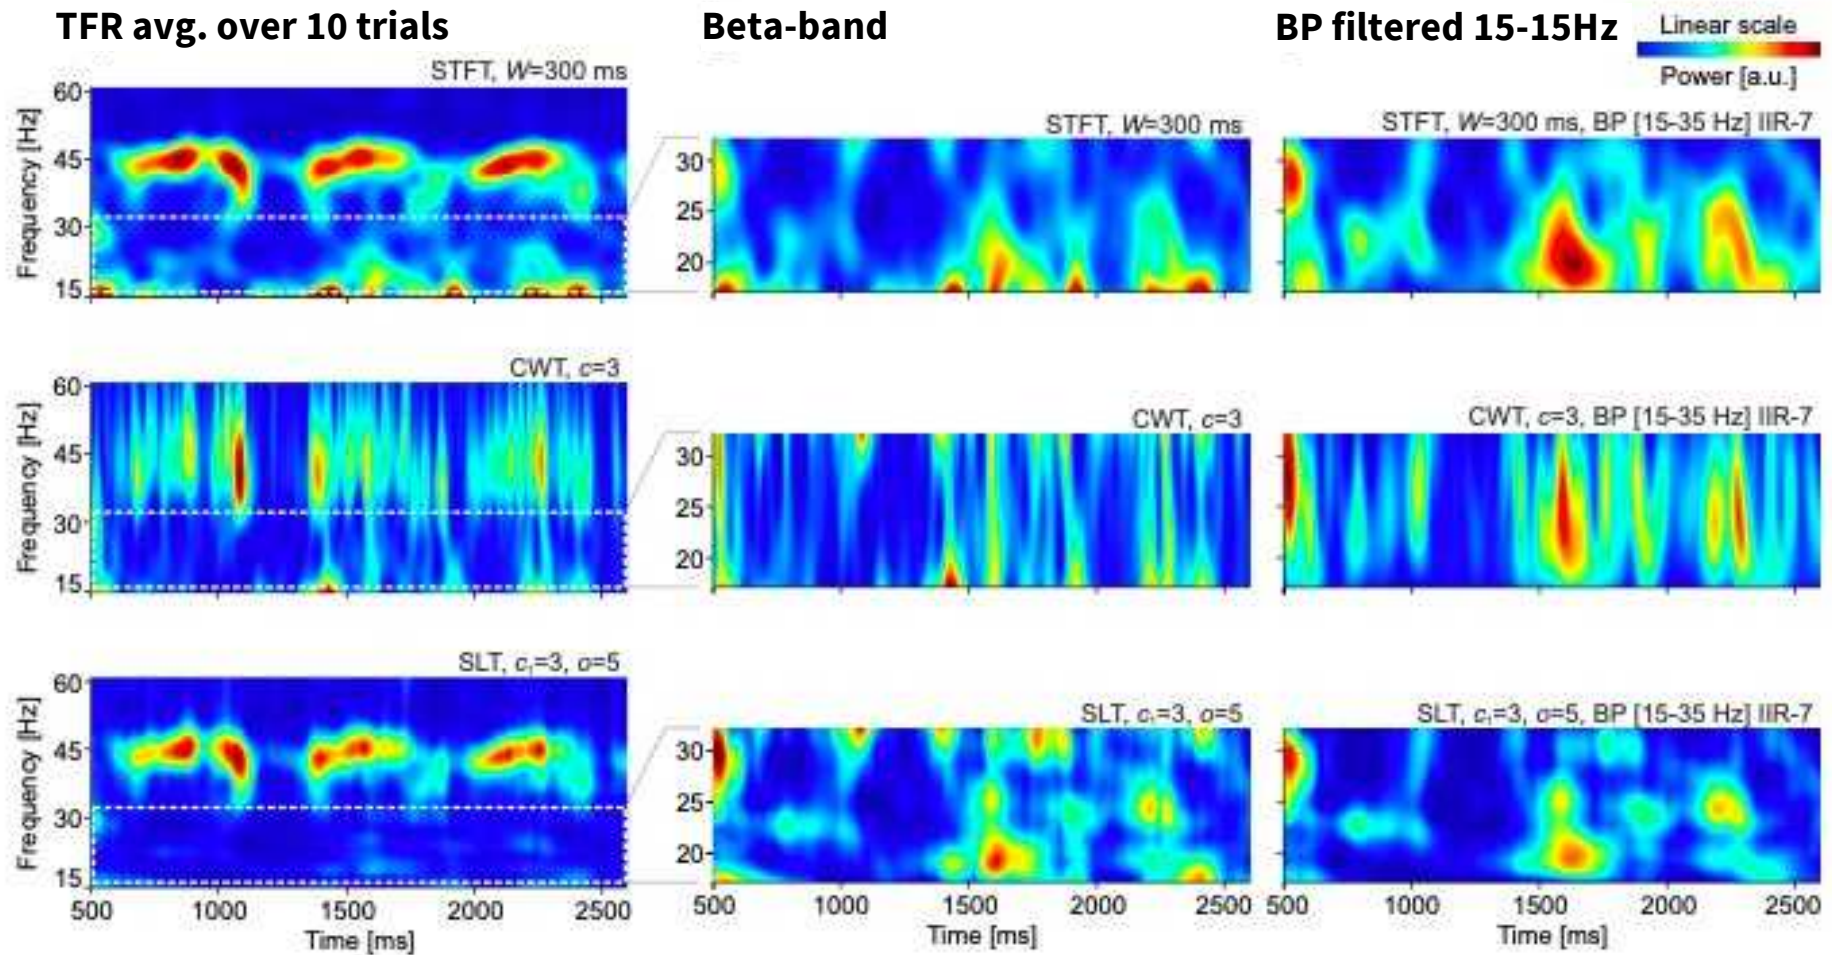 TFR avg. over 10 trials
Beta-band
BP filtered 15-15Hz
Linear scale
Power [a.u.]
STFT, W=300 ms
60
45
30
15
Frequency [Hz]
STFT, W=300 ms
30
25
20
STFT, W=300 ms, BP [15-35 Hz] IIR-7
CWT, c=3
60
45
30
15
Frequency [Hz]
CWT, c=3
30
25
20
CWT, c=3, BP [15-35 Hz] IIR-7
SLT, c₁=3, o=5
60
45
30
15
Frequency [Hz]
500 1000 1500 2000 2500
Time [ms]
SLT, c₁=3, o=5
30
25
20
500 1000 1500 2000 2500
Time [ms]
SLT, c₁=3, o=5, BP [15-35 Hz] IIR-7
500 1000 1500 2000 2500
Time [ms]